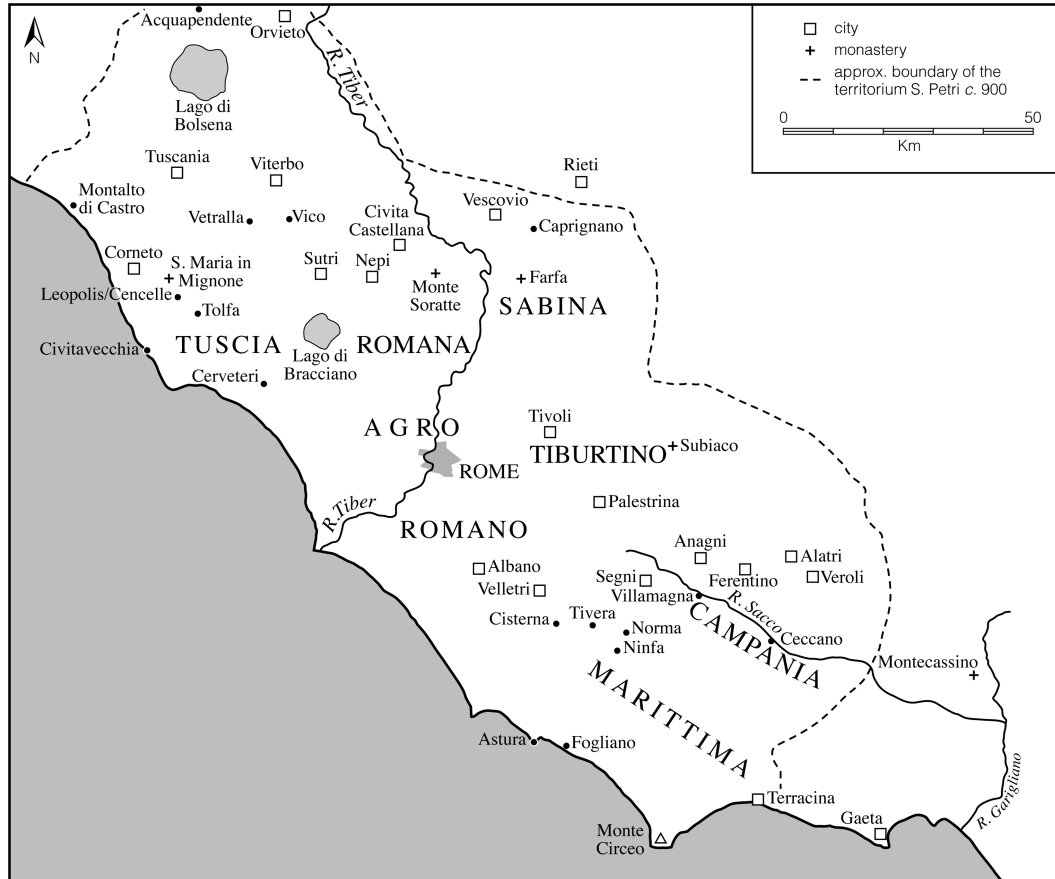 Acquapendente
Orvieto
N
R. Tiber
Lago di
Bolsena
city
monastery
approx. boundary of the
territorium S. Petri c. 900
0
50
Km
Tuscania
Viterbo
Rieti
Montalto
di Castro
Vescovio
Vetralla
Vico
Civita
Castellana
Caprignano
Corneto
S. Maria in
Mignone
Sutri
Nepi
Monte
Soratte
Farfa
Leopolis/Cencelle
Tolfa
SABINA
Civitavecchia
TUSCIA
ROMANA
Lago di
Bracciano
Cerveteri
AGRO
Tivoli
TIBURTINO
Subiaco
ROME
R.Tiber
ROMANO
Palestrina
Albano
Velletri
Segni
Anagni
Ferentino
Alatri
Veroli
Villamagna
R. Sacco
Cisterna
Tivera
Norma
Ninfa
CAMPANIA
Ceccano
Montecassino
MARITTIMA
Astura
Fogliano
Terracina
Gaeta
R. Garigliano
Monte
Circeo